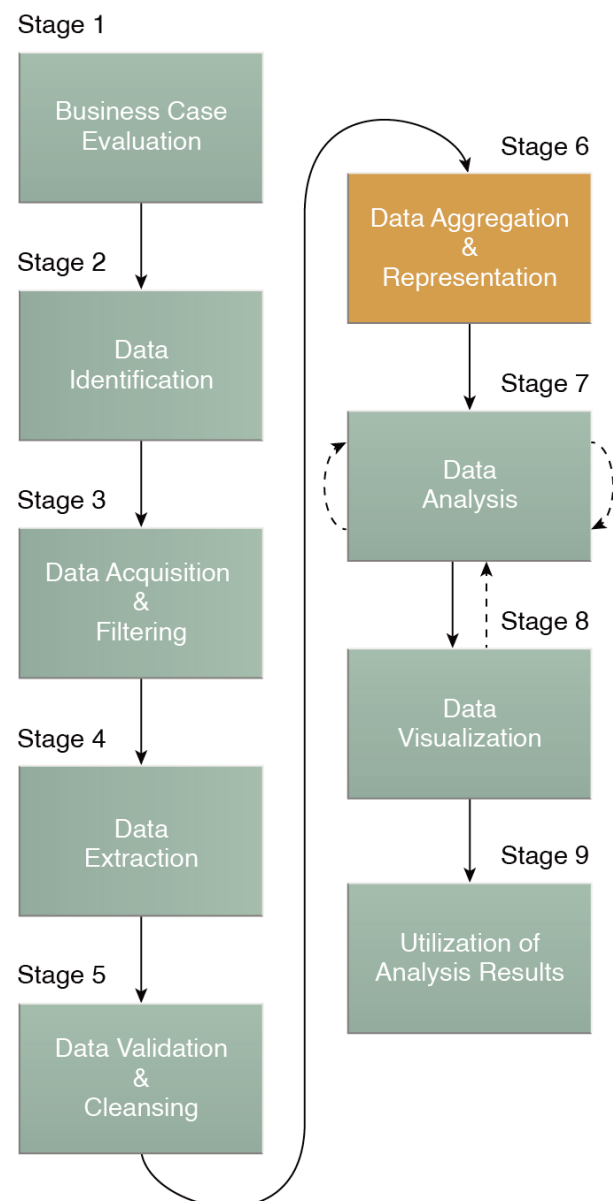 Stage 1
Business Case
Evaluation
Stage 2
Data
Identification
Stage 3
Data Acquisition
&
Filtering
Stage 4
Data
Extraction
Stage 5
Data Validation
&
Cleansing
Stage 6
Data Aggregation
&
Representation
Stage 7
Data
Analysis
Stage 8
Data
Visualization
Stage 9
Utilization of
Analysis Results